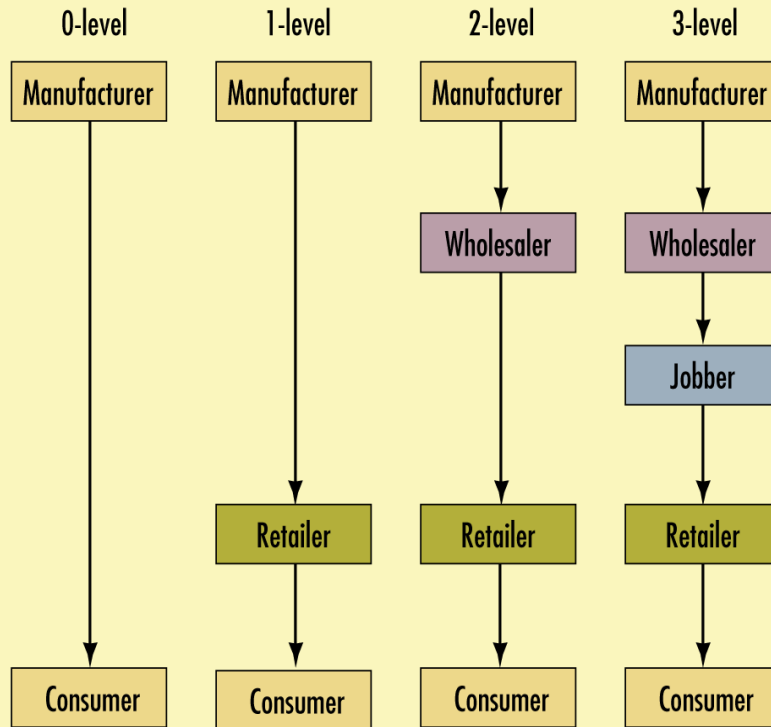 0-level 1-level 2-level 3-level
Manufacturer Manufacturer Manufacturer Manufacturer
Wholesaler Wholesaler
Jobber
Retailer Retailer Retailer
Consumer Consumer Consumer Consumer